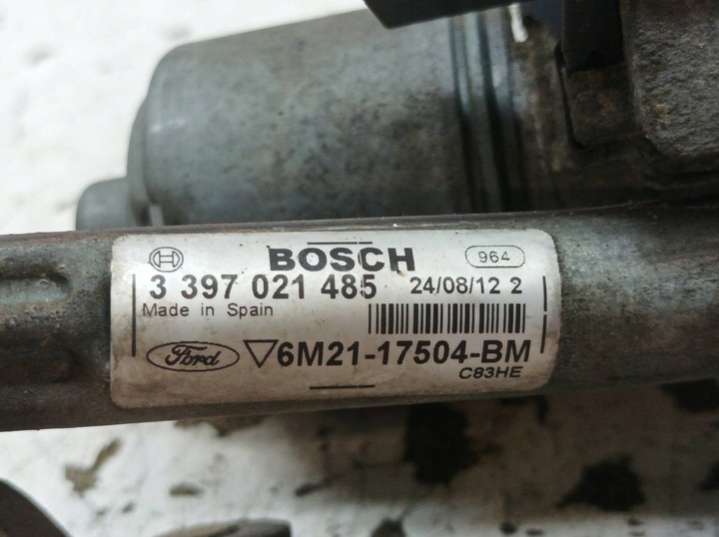 BOSCH 964
3 397 021 485 24/08/12 2
Made in Spain
Ford 6M21-17504-BM
C83HE